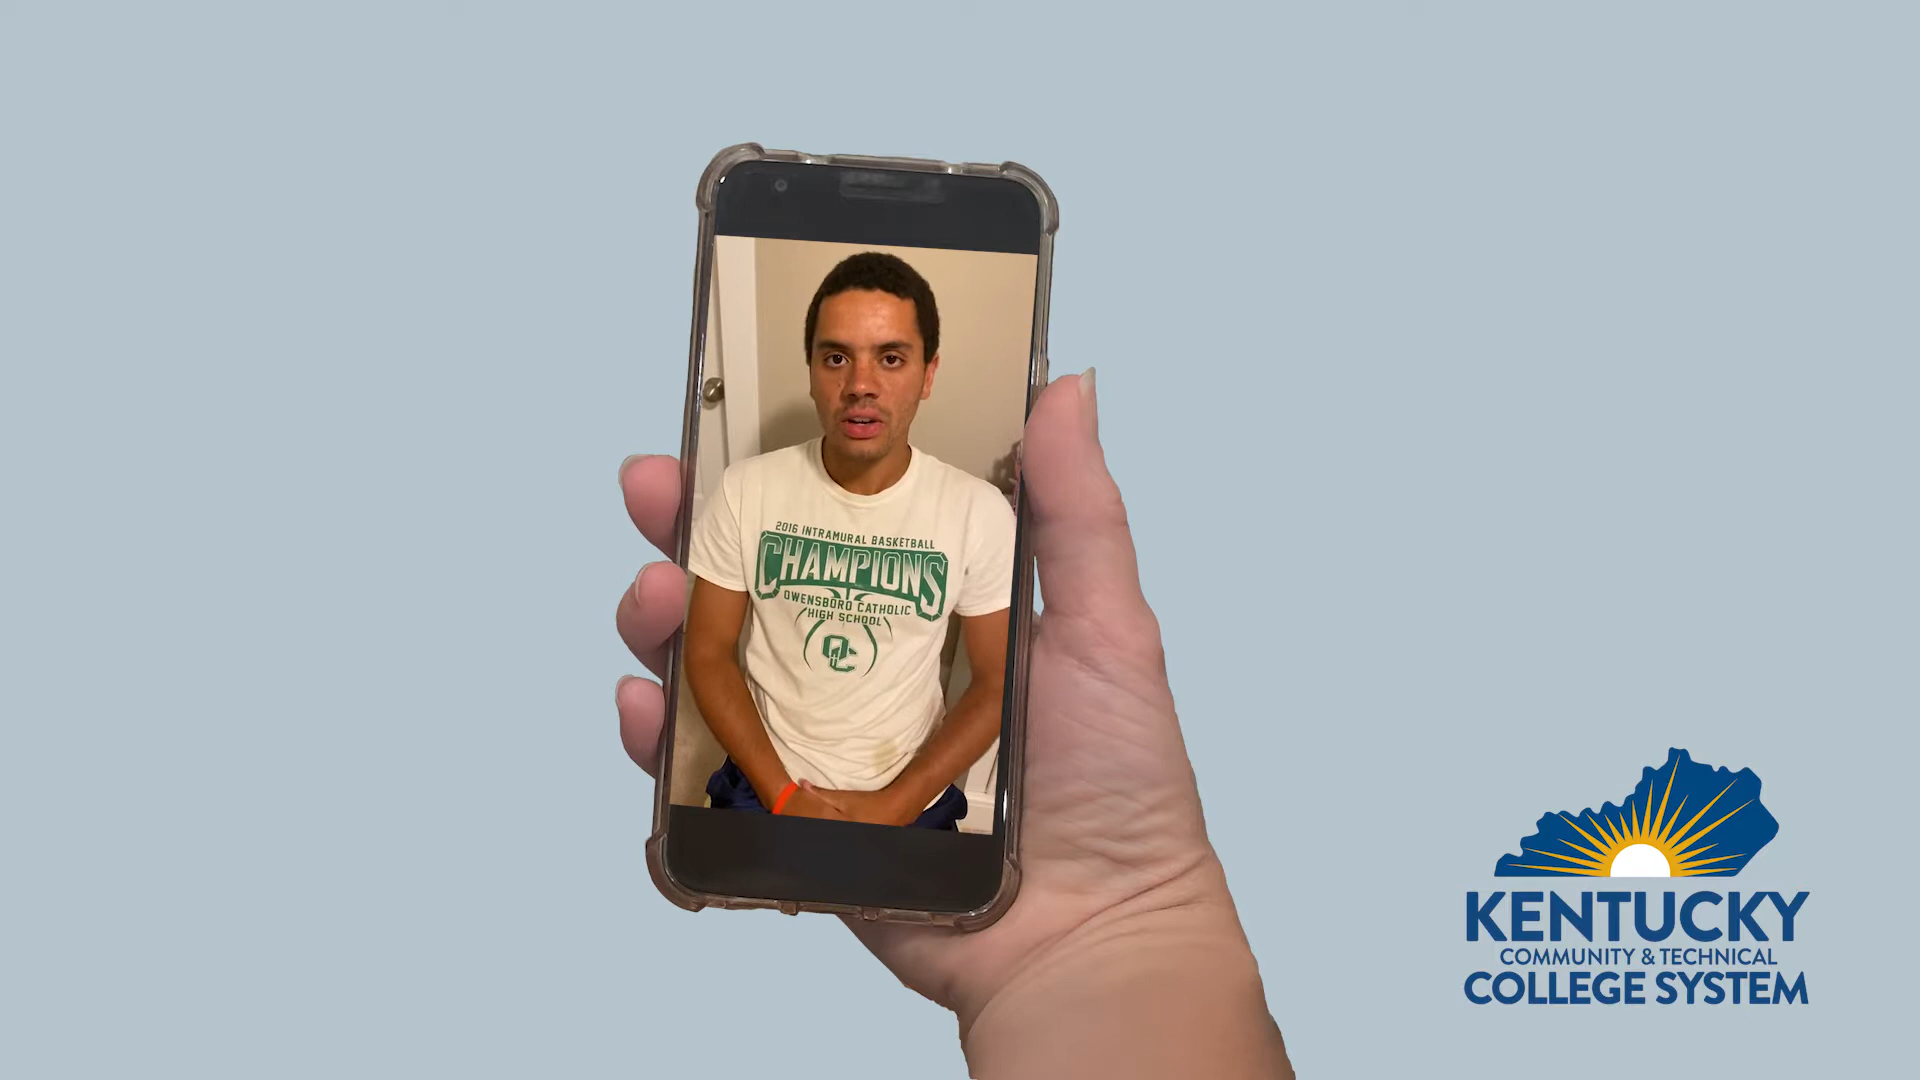 2016 INTRAMURAL BASKETBALL
CHAMPIONS
OWENSBORO CATHOLIC
HIGH SCHOOL
OC
KENTUCKY
COMMUNITY & TECHNICAL
COLLEGE SYSTEM